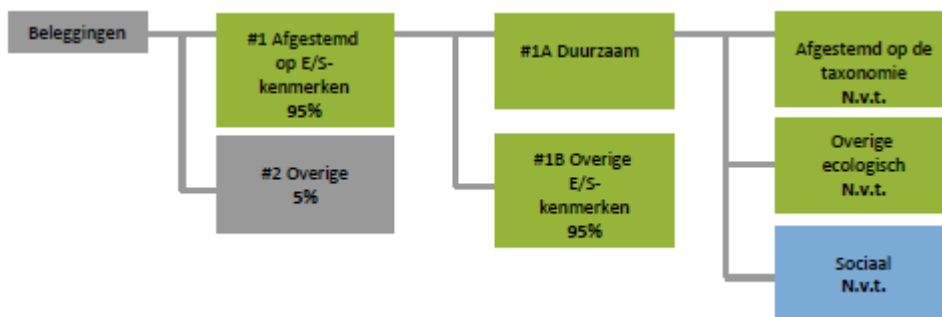 Beleggingen
#1 Afgestemd
op E/S-
kenmerken
95%
#2 Overige
5%
#1A Duurzaam
#1B Overige
E/S-
kenmerken
95%
Afgestemd op de
taxonomie
N.v.t.
Overige
ecologisch
N.v.t.
Sociaal
N.v.t.